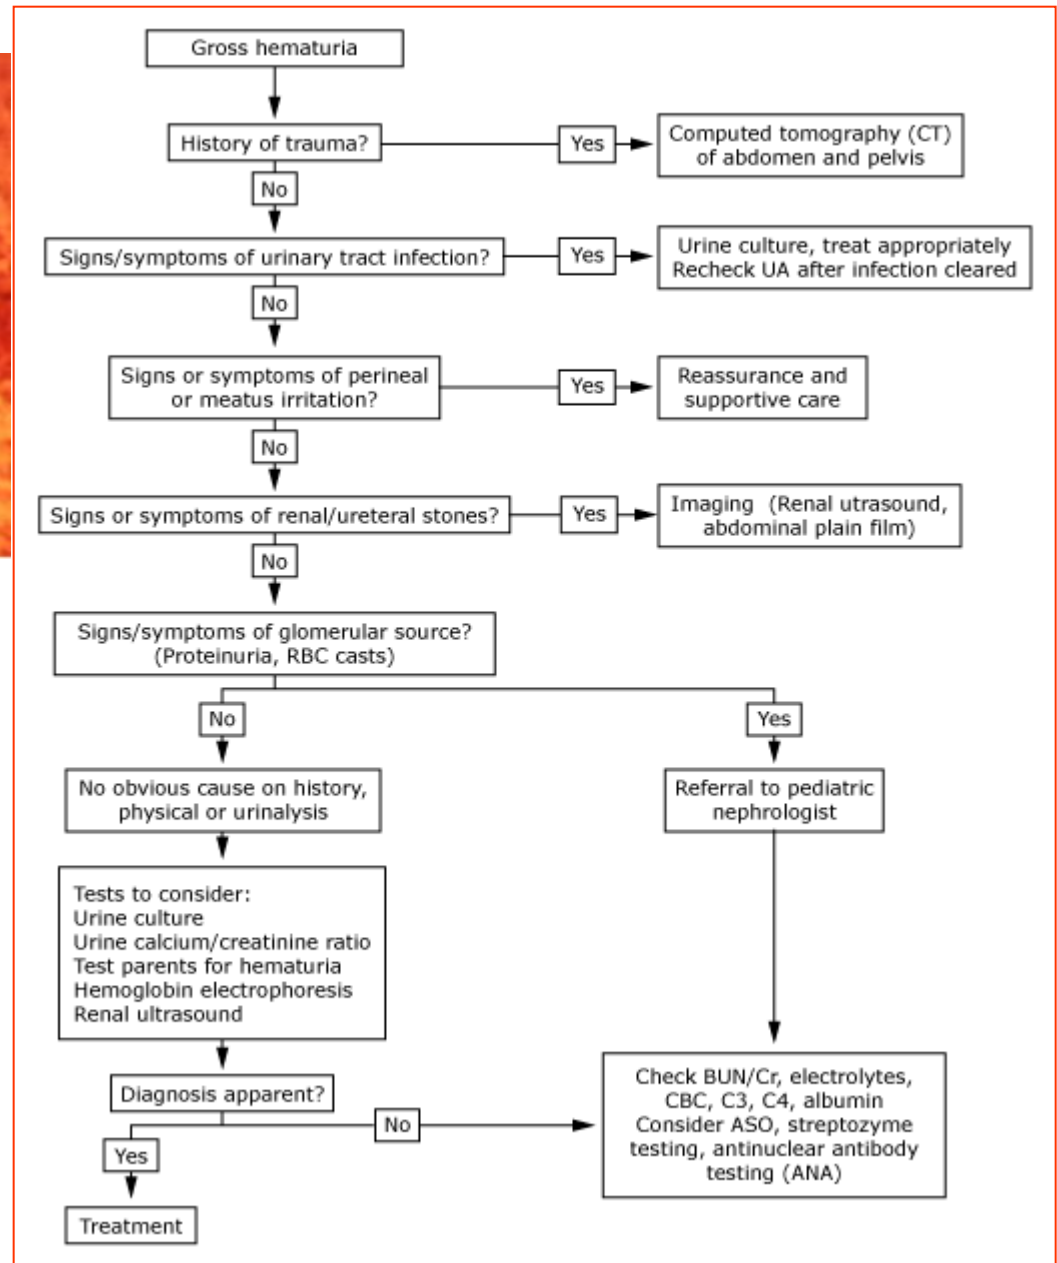 Gross hematuria
History of trauma?
Yes
Computed tomography (CT)
of abdomen and pelvis
No
Signs/symptoms of urinary tract infection?
Yes
Urine culture, treat appropriately
Recheck UA after infection cleared
No
Signs or symptoms of perineal
or meatus irritation?
Yes
Reassurance and
supportive care
No
Signs or symptoms of renal/ureteral stones?
Yes
Imaging (Renal utrasound,
abdominal plain film)
No
Signs/symptoms of glomerular source?
(Proteinuria, RBC casts)
No
Yes
No obvious cause on history,
physical or urinalysis
Referral to pediatric
nephrologist
Tests to consider:
Urine culture
Urine calcium/creatinine ratio
Test parents for hematuria
Hemoglobin electrophoresis
Renal ultrasound
Diagnosis apparent?
No
Check BUN/Cr, electrolytes,
CBC, C3, C4, albumin
Consider ASO, streptozyme
testing, antinuclear antibody
testing (ANA)
Yes
Treatment